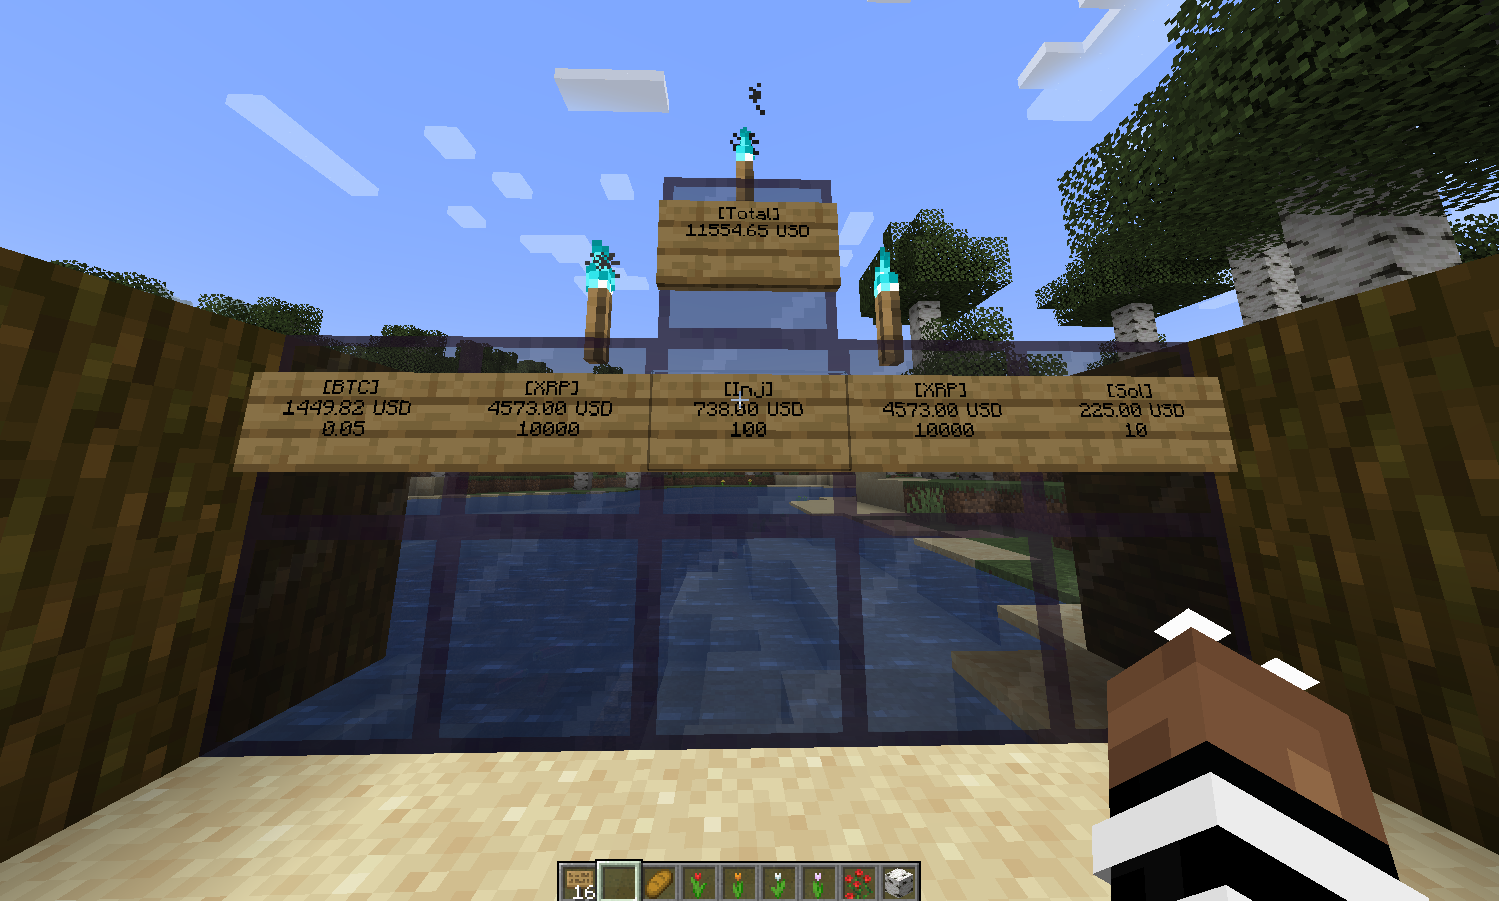 [Total]
11554.65 USD
[BTC]
1449.82 USD
0.05
[XRP]
4573.00 USD
10000
[Inj]
738.00 USD
100
[XRP]
4573.00 USD
10000
[Sol]
225.00 USD
10
16